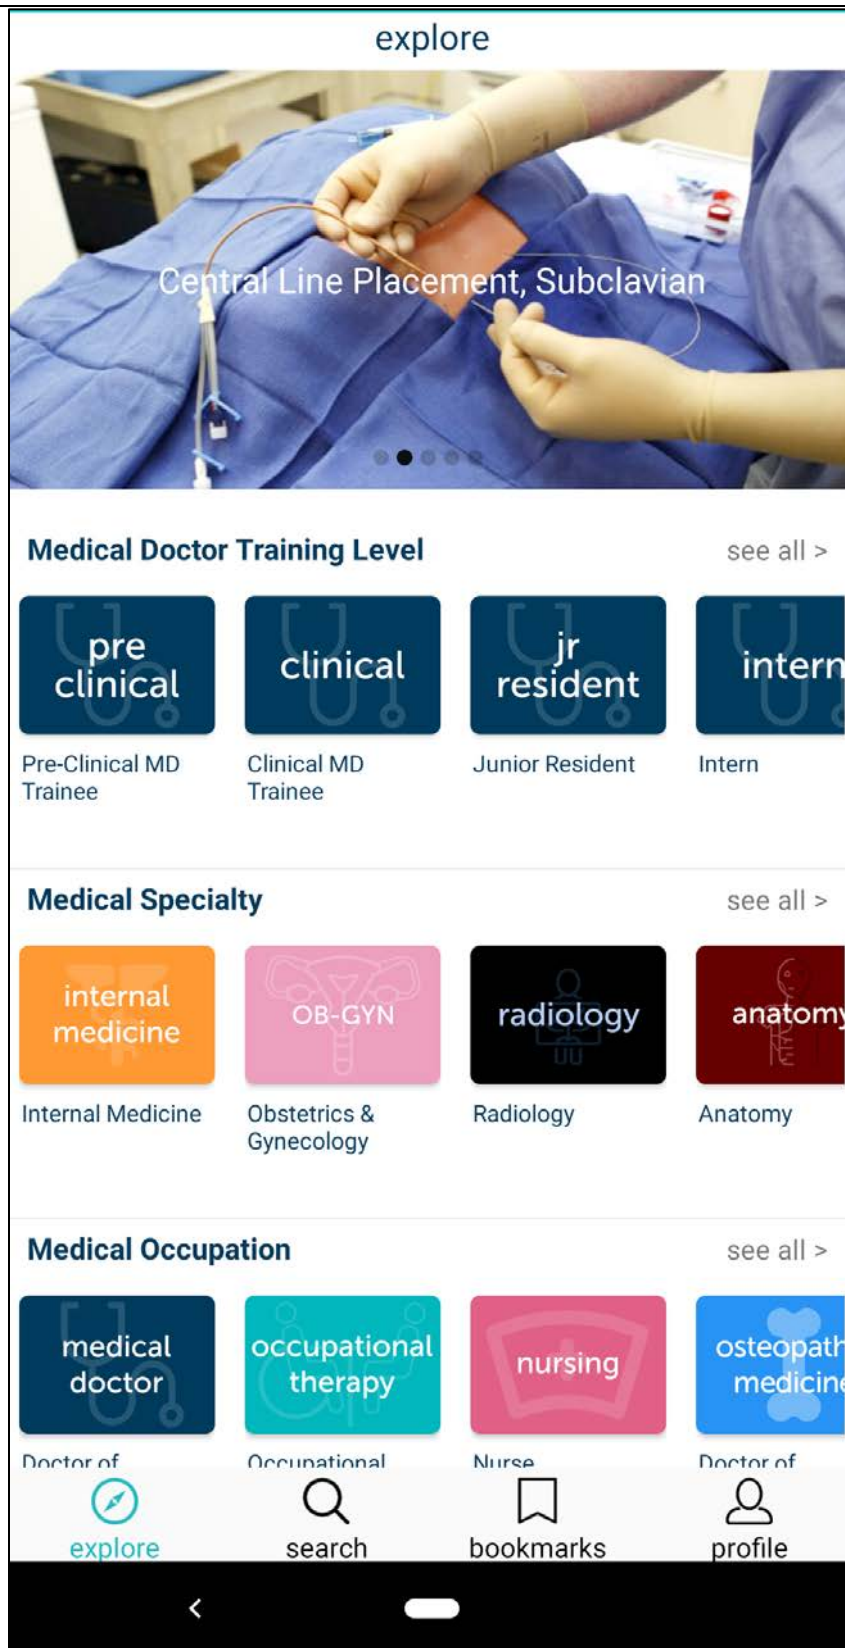 explore
Central Line Placement, Subclavian
Medical Doctor Training Level
see all >
pre
clinical
clinical
jr
resident
intern
Pre-Clinical MD
Trainee
Clinical MD
Trainee
Junior Resident
Intern
Medical Specialty
see all >
internal
medicine
OB-GYN
radiology
anatomy
Internal Medicine
Obstetrics &
Gynecology
Radiology
Anatomy
Medical Occupation
see all >
medical
doctor
occupational
therapy
nursing
osteopath
medicine
Doctor of
Occupational
Nurse
Doctor of
explore
search
bookmarks
profile